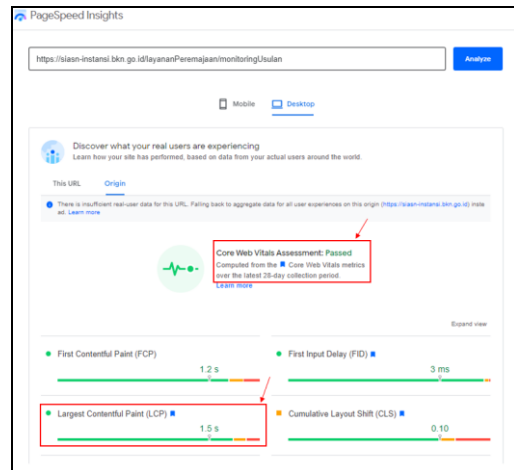 PageSpeed Insights
https://siasn-instansi.bkn.go.id/layananPeremajaan/monitoringUsulan
Analyze
Mobile
Desktop
Discover what your real users are experiencing
Learn how your site has performed, based on data from your actual users around the world.
This URL
Origin
There is insufficient real-user data for this URL. Falling back to aggregate data for all user experiences on this origin (https://siasn-instansi.bkn.go.id) inste
ad. Learn more
Core Web Vitals Assessment: Passed
Computed from the Core Web Vitals metrics
over the latest 28-day collection period.
Learn more
Expand view
First Contentful Paint (FCP)
1.2 s
First Input Delay (FID)
3 ms
Largest Contentful Paint (LCP)
1.5 s
Cumulative Layout Shift (CLS)
0.10